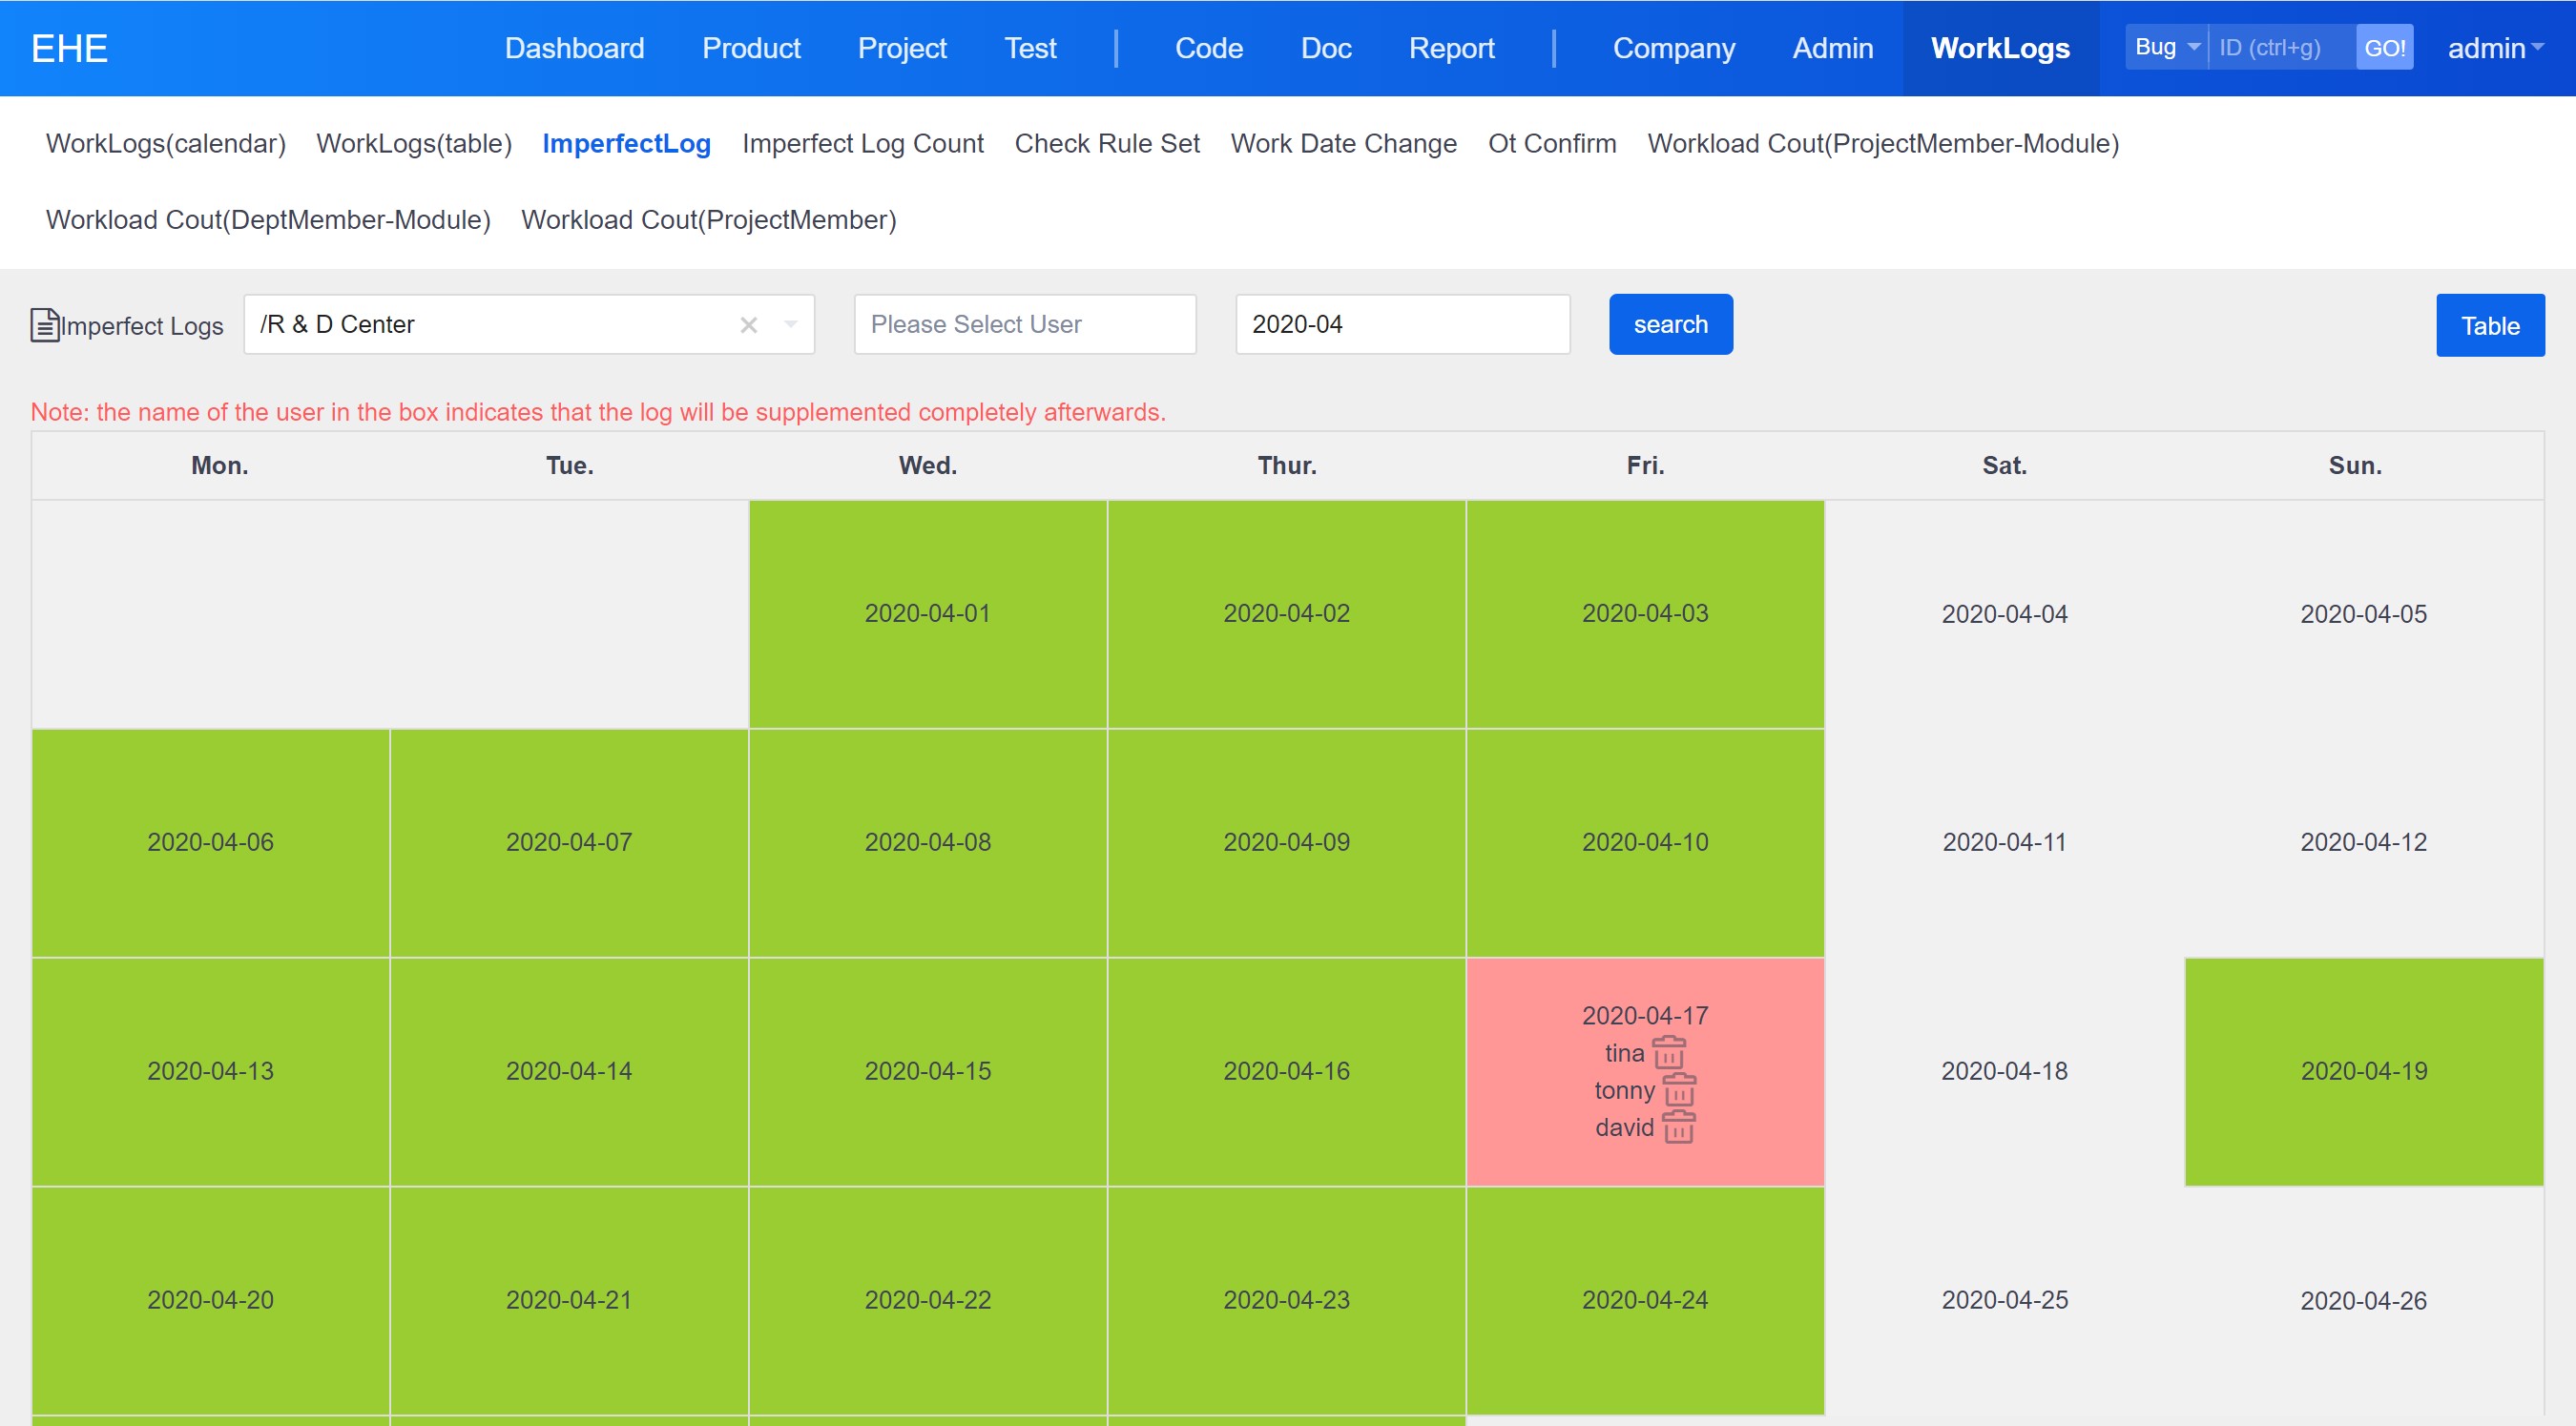 EHE Dashboard Product Project Test Code Doc Report Company Admin WorkLogs Bug ID (ctrl+g) GO! admin
WorkLogs(calendar) WorkLogs(table) ImperfectLog Imperfect Log Count Check Rule Set Work Date Change Ot Confirm Workload Cout(ProjectMember-Module)
Workload Cout(DeptMember-Module) Workload Cout(ProjectMember)
Imperfect Logs /R & D Center Please Select User 2020-04 search Table
Note: the name of the user in the box indicates that the log will be supplemented completely afterwards.
Mon. Tue. Wed. Thur. Fri. Sat. Sun.
2020-04-01 2020-04-02 2020-04-03 2020-04-04 2020-04-05
2020-04-06 2020-04-07 2020-04-08 2020-04-09 2020-04-10 2020-04-11 2020-04-12
2020-04-13 2020-04-14 2020-04-15 2020-04-16 2020-04-17
tina
tonny
david
2020-04-18 2020-04-19
2020-04-20 2020-04-21 2020-04-22 2020-04-23 2020-04-24 2020-04-25 2020-04-26